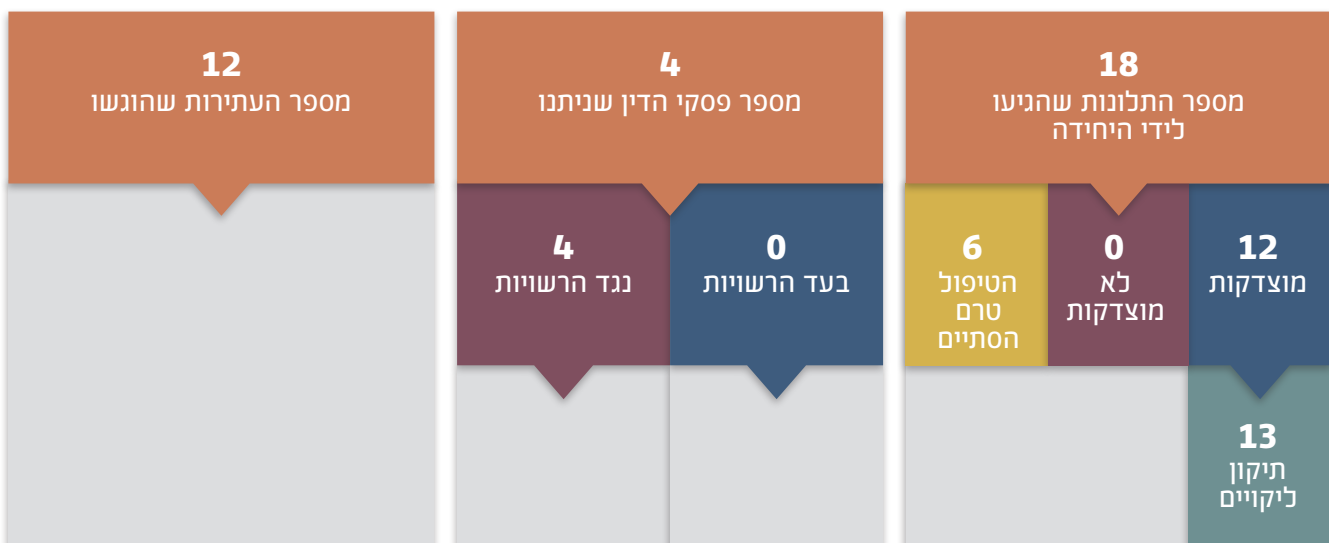 18
מספר התלונות שהגיעו
לידי היחידה
12
מוצדקות
0
לא
מוצדקות
6
הטיפול
טרם
הסתיים
13
תיקון
ליקויים
4
מספר פסקי הדין שניתנו
0
בעד הרשויות
4
נגד הרשויות
12
מספר העתירות שהוגשו